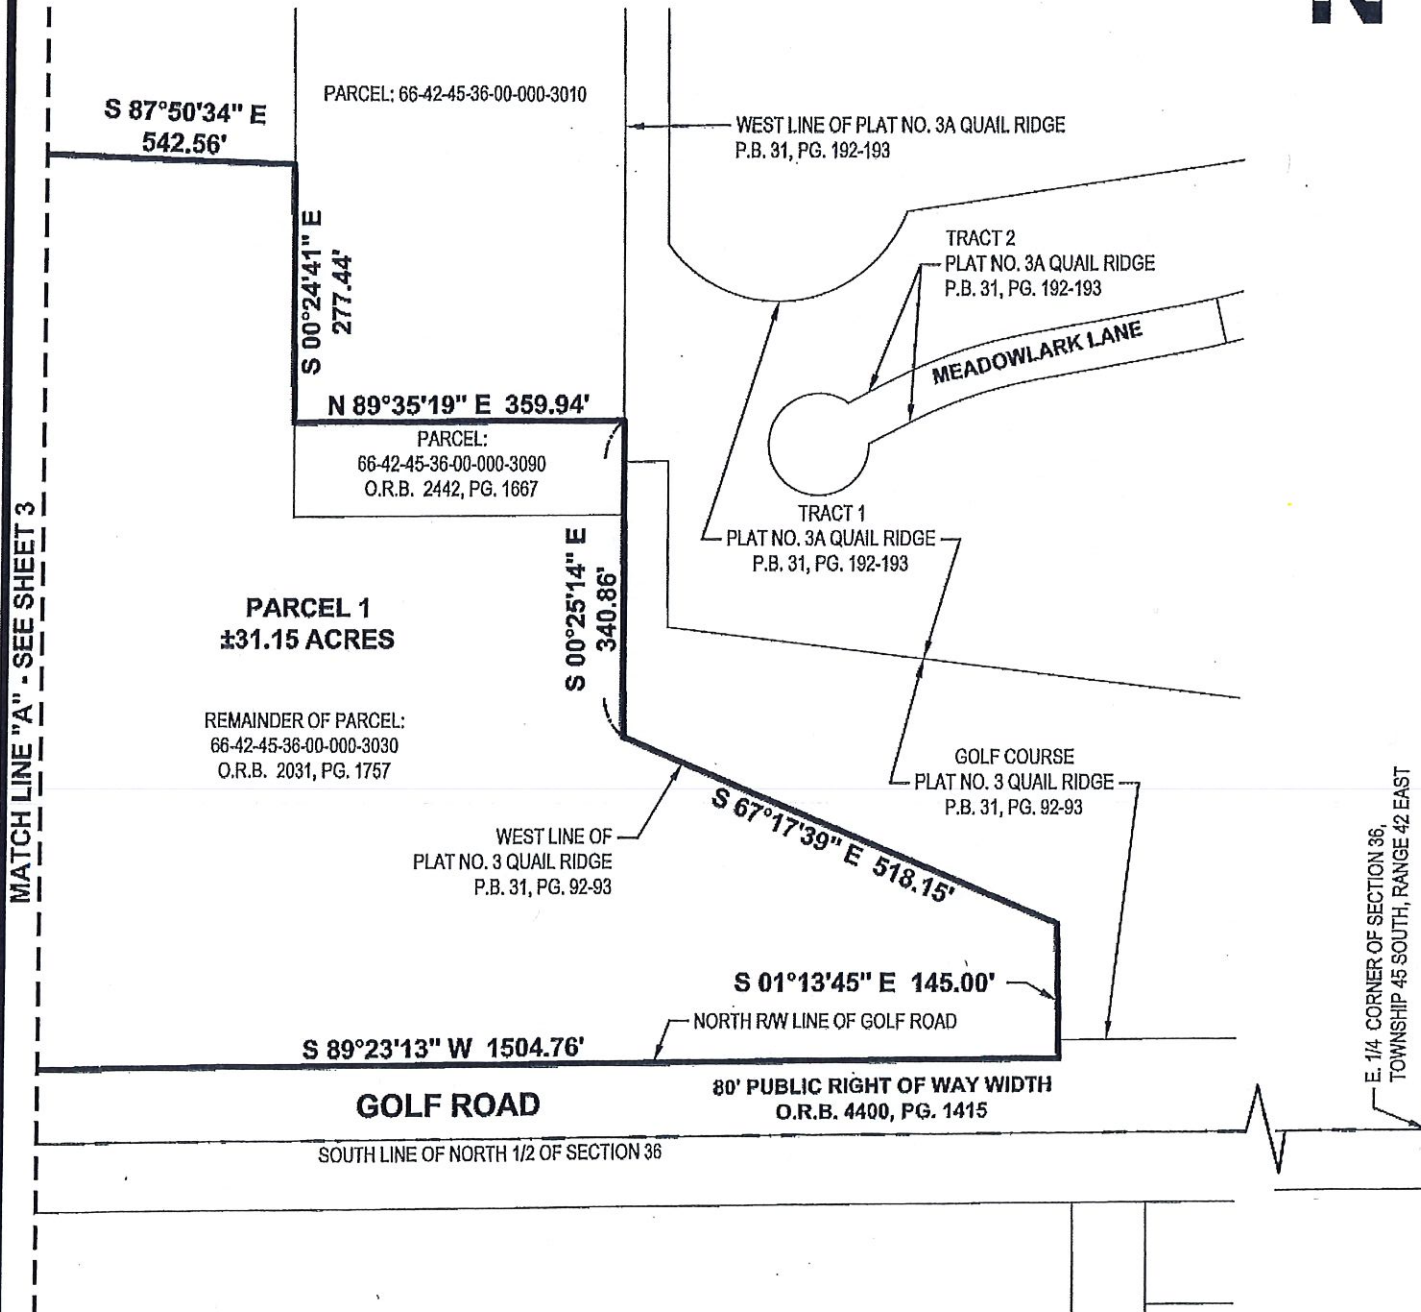 N
S 87°50'34" E
542.56'
PARCEL: 66-42-45-36-00-000-3010
WEST LINE OF PLAT NO. 3A QUAIL RIDGE
P.B. 31, PG. 192-193
S 00°24'41" E
277.44'
TRACT 2
PLAT NO. 3A QUAIL RIDGE
P.B. 31, PG. 192-193
MEADOWLARK LANE
N 89°35'19" E 359.94'
PARCEL:
66-42-45-36-00-000-3090
O.R.B. 2442, PG. 1667
TRACT 1
PLAT NO. 3A QUAIL RIDGE
P.B. 31, PG. 192-193
MATCH LINE "A" - SEE SHEET 3
S 00°25'14" E
340.86'
PARCEL 1
±31.15 ACRES
REMAINDER OF PARCEL:
66-42-45-36-00-000-3030
O.R.B. 2031, PG. 1757
GOLF COURSE
PLAT NO. 3 QUAIL RIDGE
P.B. 31, PG. 92-93
S 67°17'39" E 518.15'
WEST LINE OF
PLAT NO. 3 QUAIL RIDGE
P.B. 31, PG. 92-93
E. 1/4 CORNER OF SECTION 36,
TOWNSHIP 45 SOUTH, RANGE 42 EAST
S 01°13'45" E 145.00'
NORTH R/W LINE OF GOLF ROAD
S 89°23'13" W 1504.76'
GOLF ROAD
80' PUBLIC RIGHT OF WAY WIDTH
O.R.B. 4400, PG. 1415
SOUTH LINE OF NORTH 1/2 OF SECTION 36